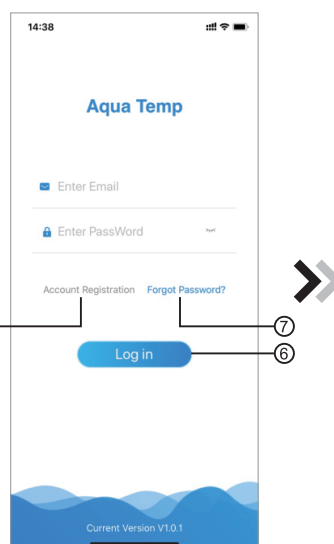 14:38
Aqua Temp
Enter Email
Enter PassWord
Account Registration Forgot Password?
⑦
Log in ⑥
Current Version V1.0.1